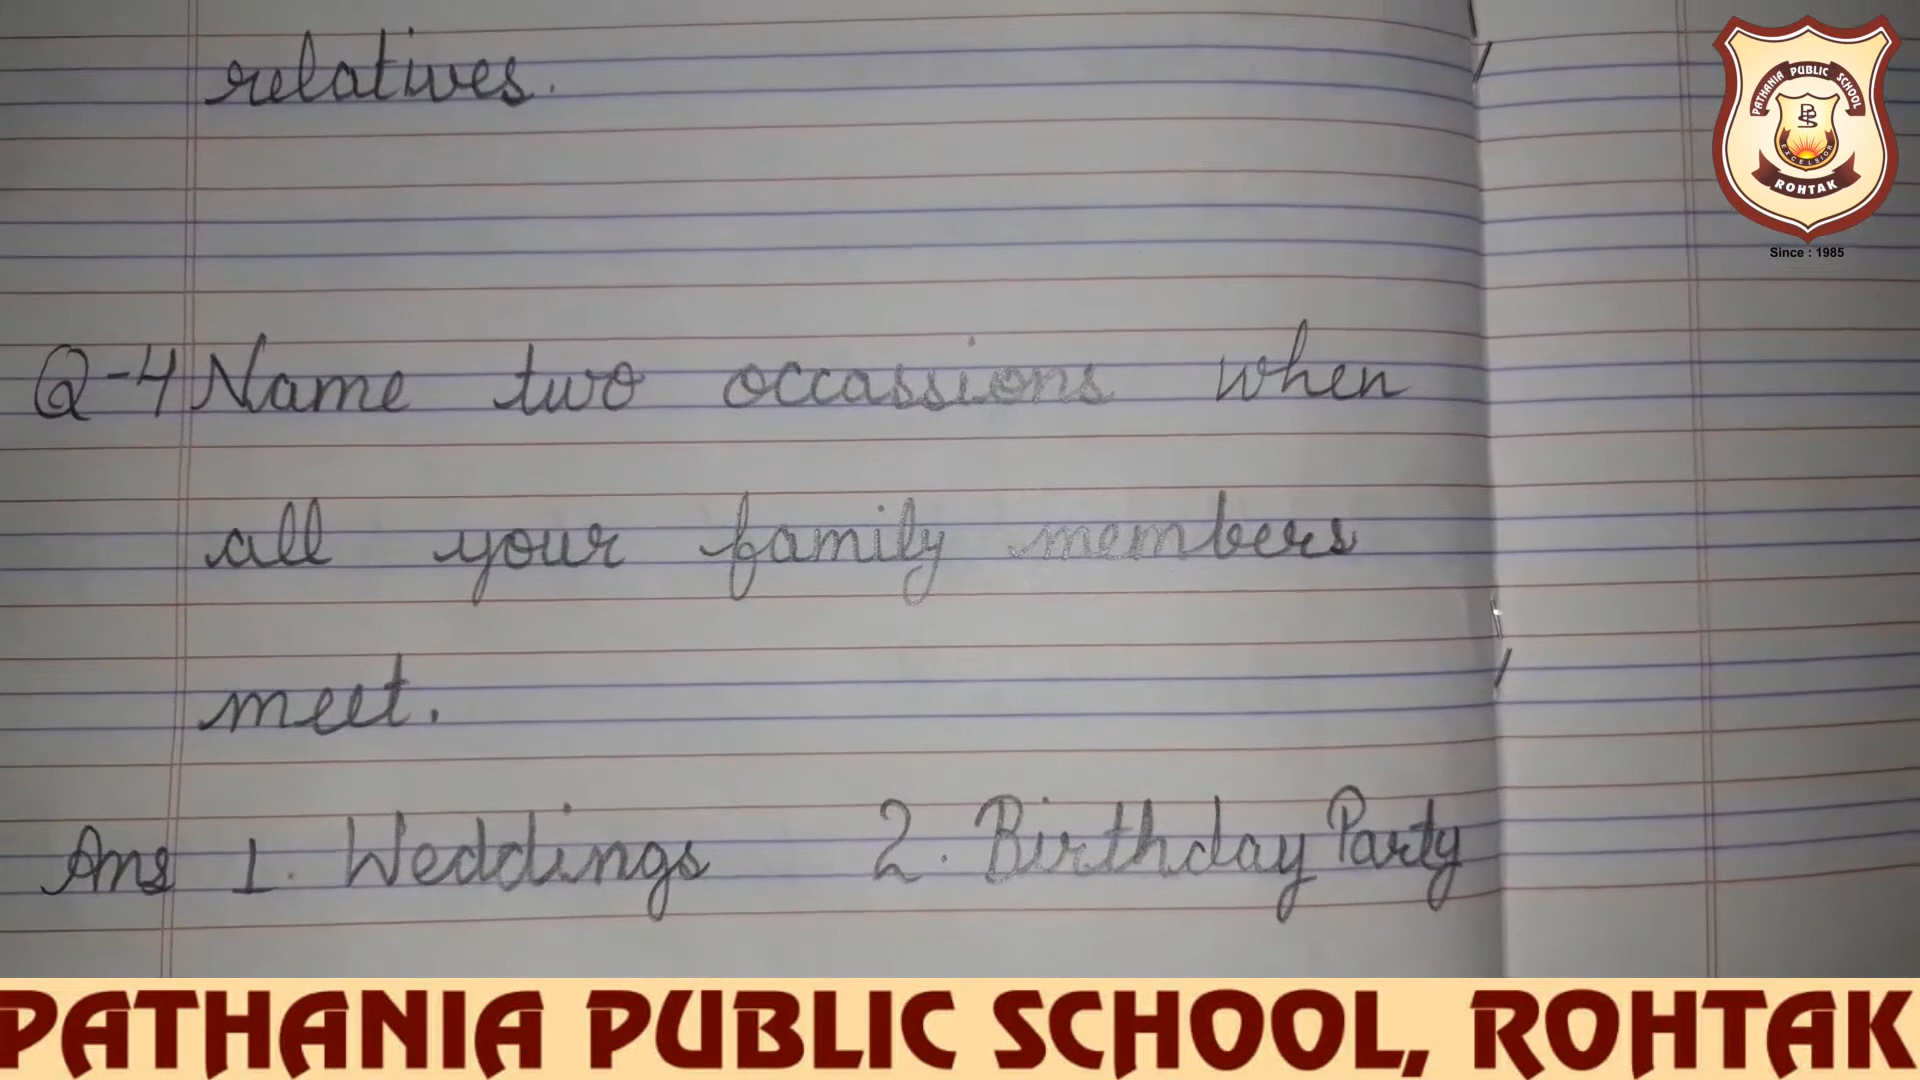 relatives.
PATHANIA PUBLIC SCHOOL
PBS
EXCELSIOR
ROHTAK
Since : 1985
Q-4 Name two occassions when
all your family members
meet.
Ans 1. Weddings 2. Birthday Party
PATHANIA PUBLIC SCHOOL, ROHTAK